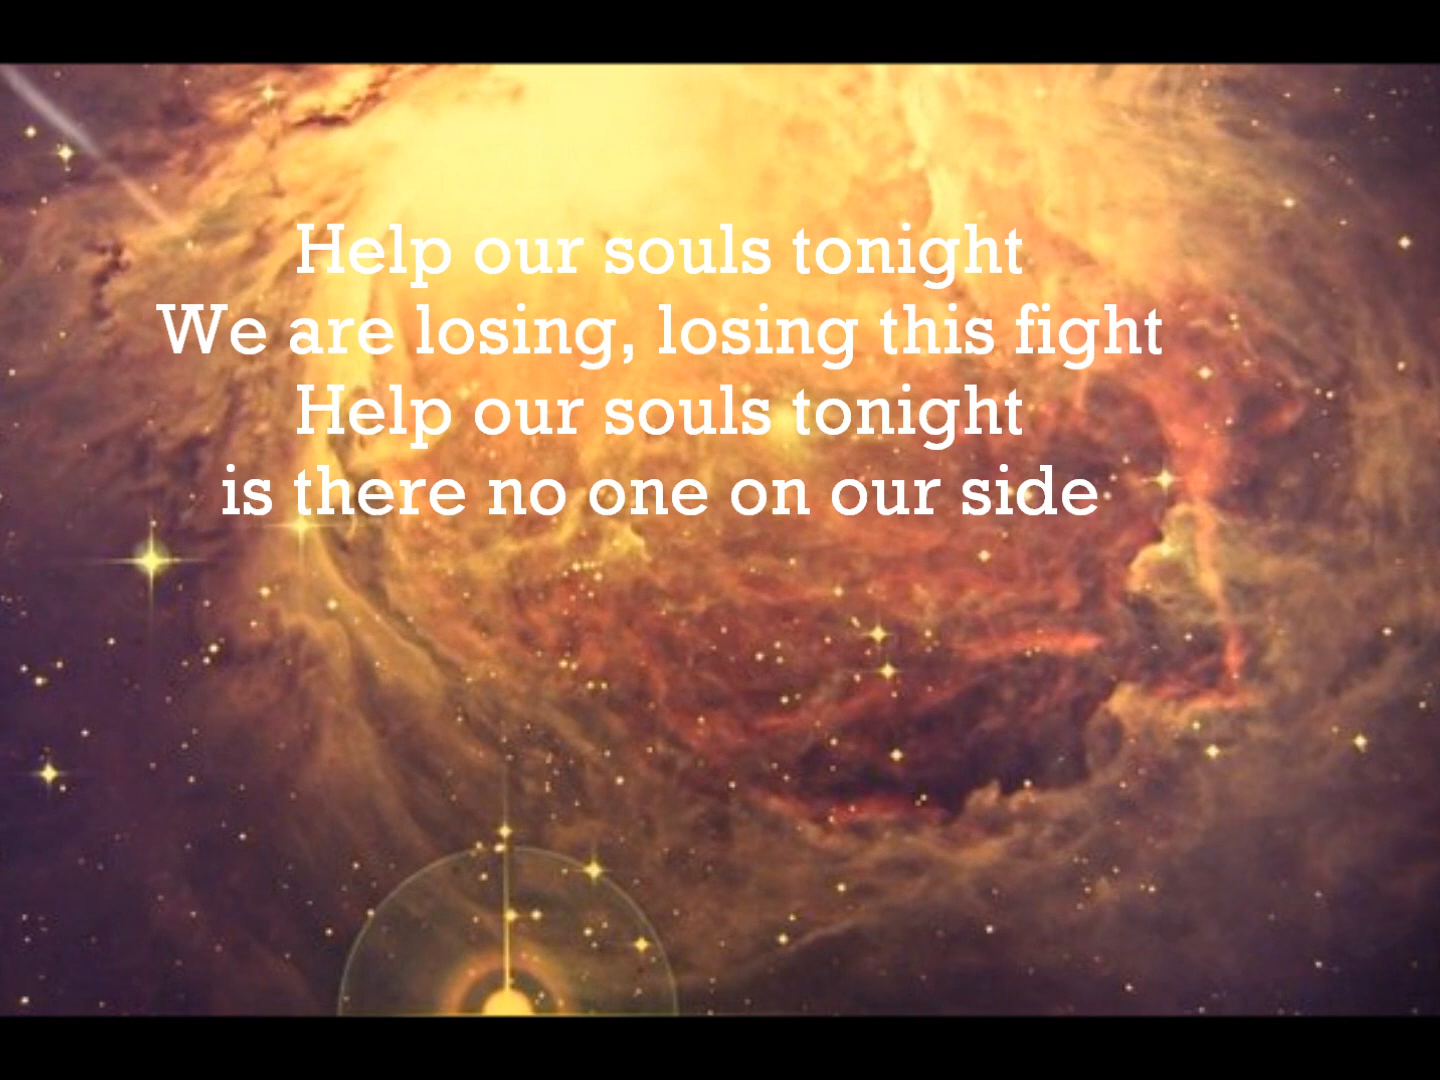 Help our souls tonight
We are losing, losing this fight
Help our souls tonight
is there no one on our side